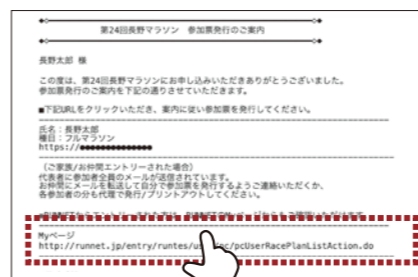 第24回長野マラソン 参加票発行のご案内
長野太郎 様
この度は、第24回長野マラソンにお申し込みいただきありがとうございました。
参加票発行のご案内を下記の通りさせていただきます。
■下記URLをクリックいただき、案内に従い参加票を発行してください。
氏名：長野太郎
種目：フルマラソン
https://●●●●●●●●●●●●●●
（ご家族/お仲間エントリーされた場合）
代表者に参加者全員のメールが送信されています。
お仲間にメールを転送して自分で参加票を発行するようご連絡いただくか、
各参加者の分も代理で発行/プリントアウトしてください。
Myページ
http://runnet.jp/entry/runtes/us nc/pcUserRacePlanListAction.do